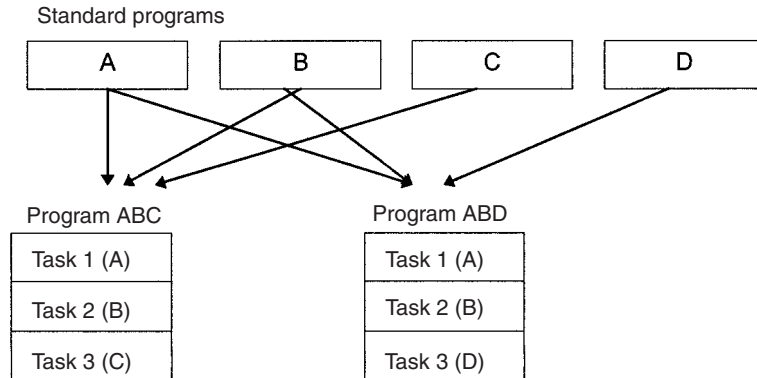 Standard programs
A B C D
Program ABC Program ABD
Task 1 (A) Task 1 (A)
Task 2 (B) Task 2 (B)
Task 3 (C) Task 3 (D)